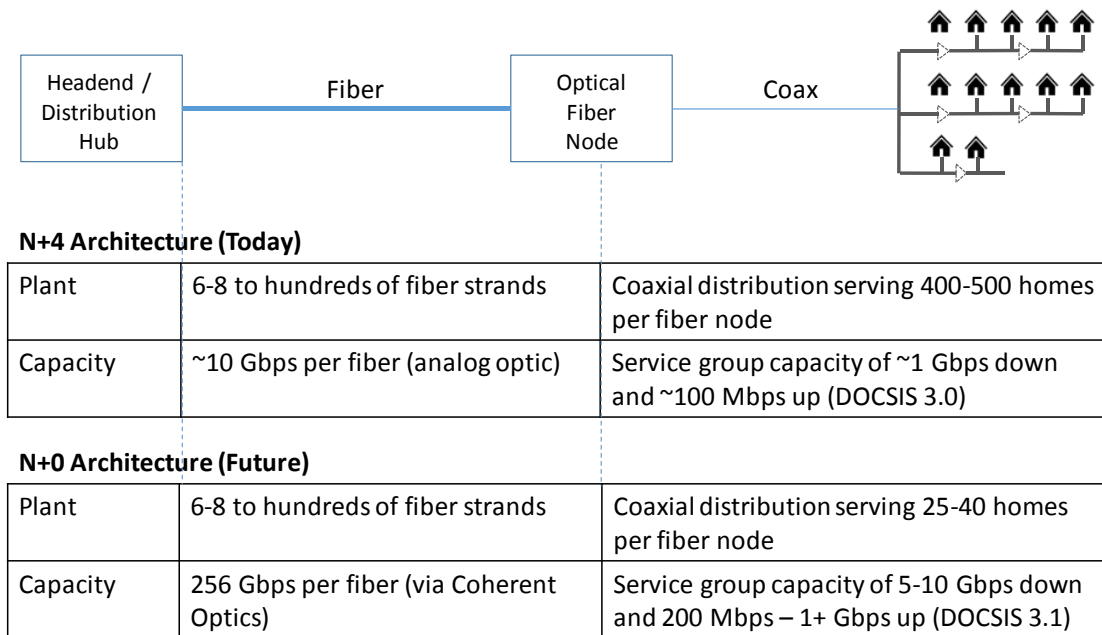 Headend /
Distribution
Hub
Fiber
Optical
Fiber
Node
Coax
N+4 Architecture (Today)
Plant
6-8 to hundreds of fiber strands
Coaxial distribution serving 400-500 homes
per fiber node
Capacity
~10 Gbps per fiber (analog optic)
Service group capacity of ~1 Gbps down
and ~100 Mbps up (DOCSIS 3.0)
N+0 Architecture (Future)
Plant
6-8 to hundreds of fiber strands
Coaxial distribution serving 25-40 homes
per fiber node
Capacity
256 Gbps per fiber (via Coherent
Optics)
Service group capacity of 5-10 Gbps down
and 200 Mbps – 1+ Gbps up (DOCSIS 3.1)